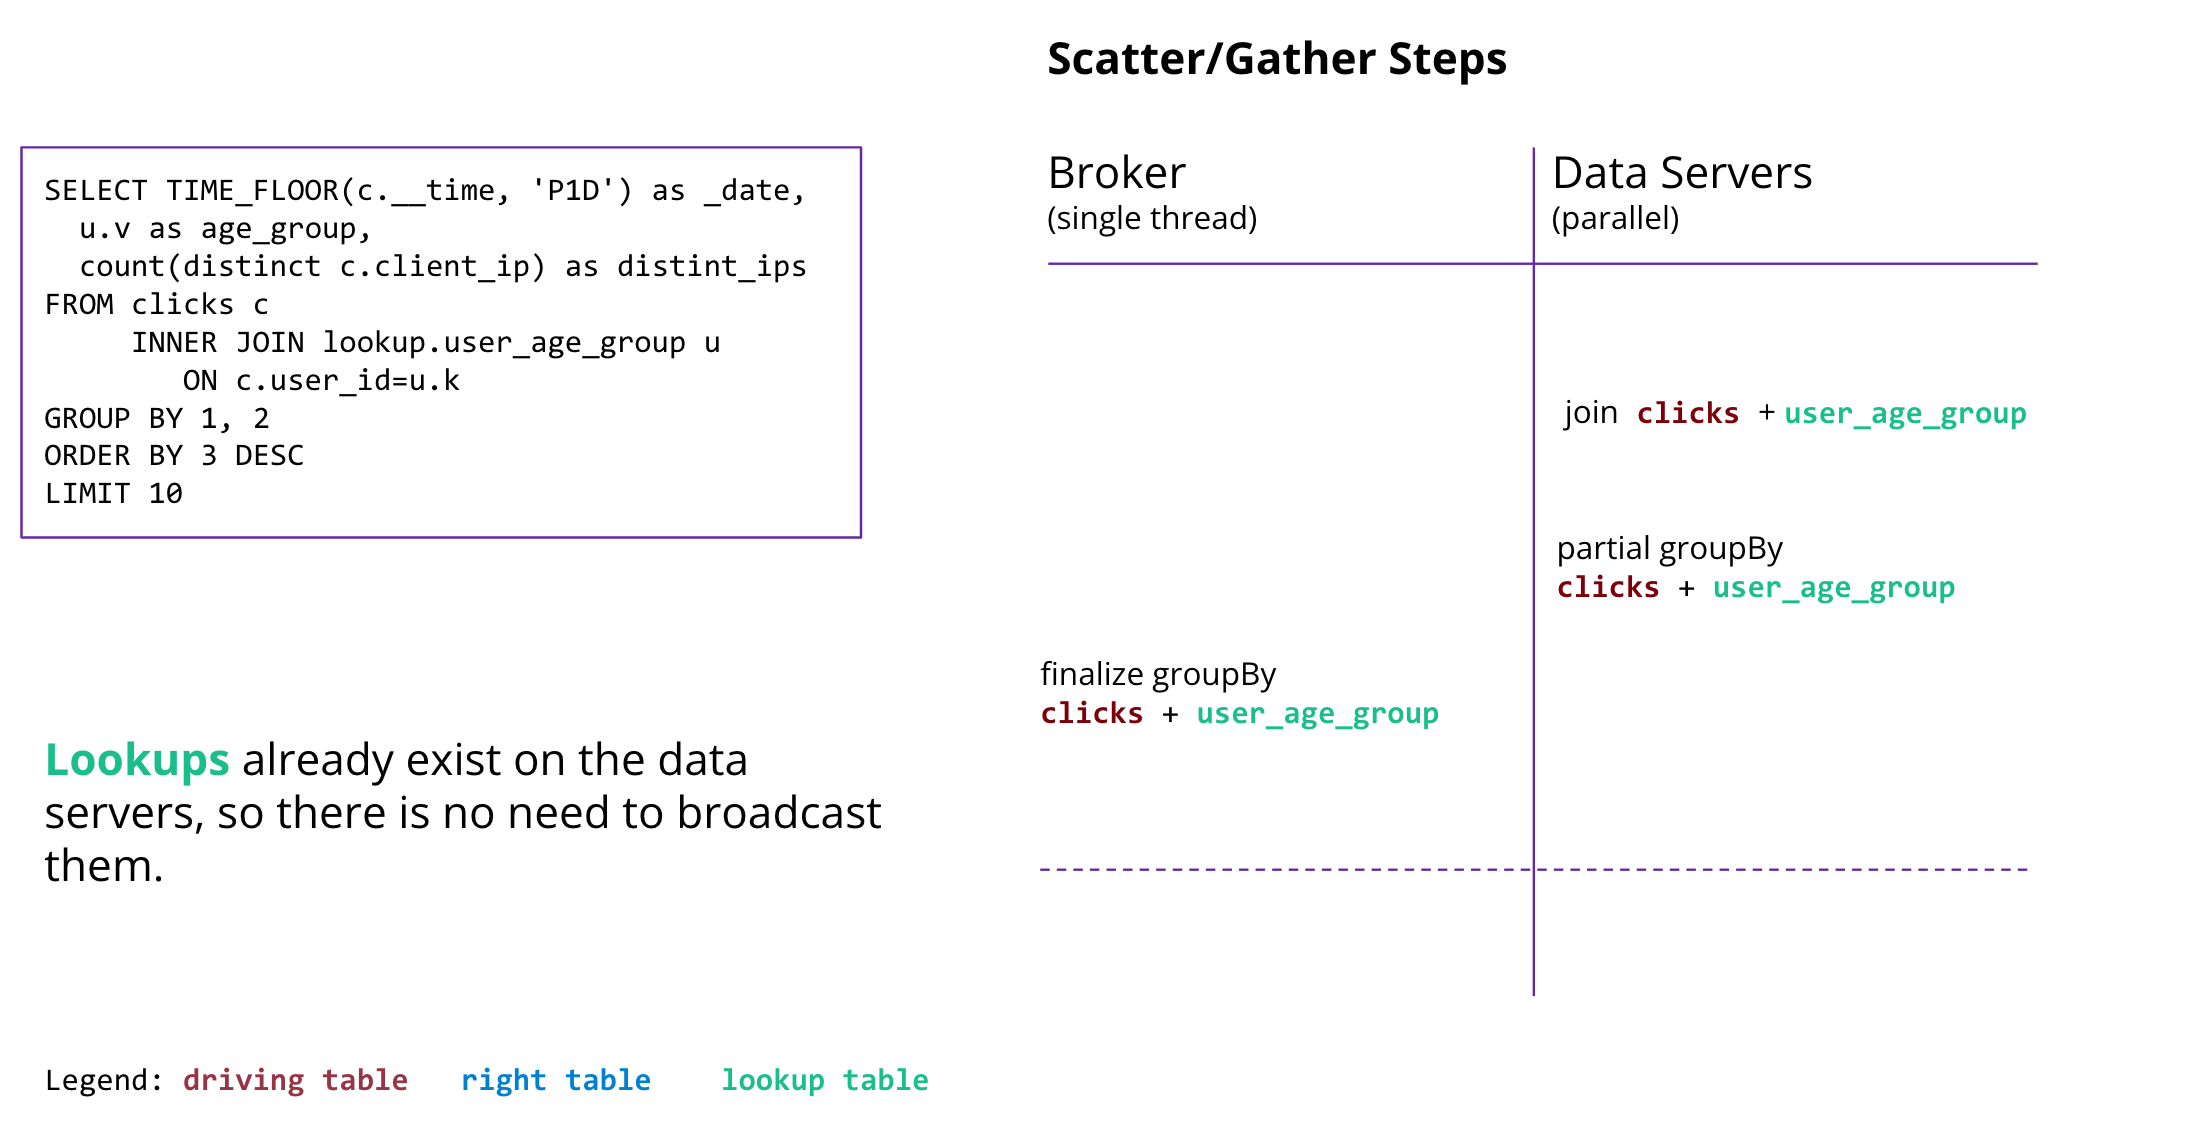 Scatter/Gather Steps
SELECT TIME_FLOOR(c.__time, 'P1D') as _date,
  u.v as age_group,
  count(distinct c.client_ip) as distint_ips
FROM clicks c
     INNER JOIN lookup.user_age_group u
        ON c.user_id=u.k
GROUP BY 1, 2
ORDER BY 3 DESC
LIMIT 10
Lookups already exist on the data
servers, so there is no need to broadcast
them.
Broker
(single thread)
Data Servers
(parallel)
join clicks + user_age_group
partial groupBy
clicks + user_age_group
finalize groupBy
clicks + user_age_group
Legend: driving table right table lookup table